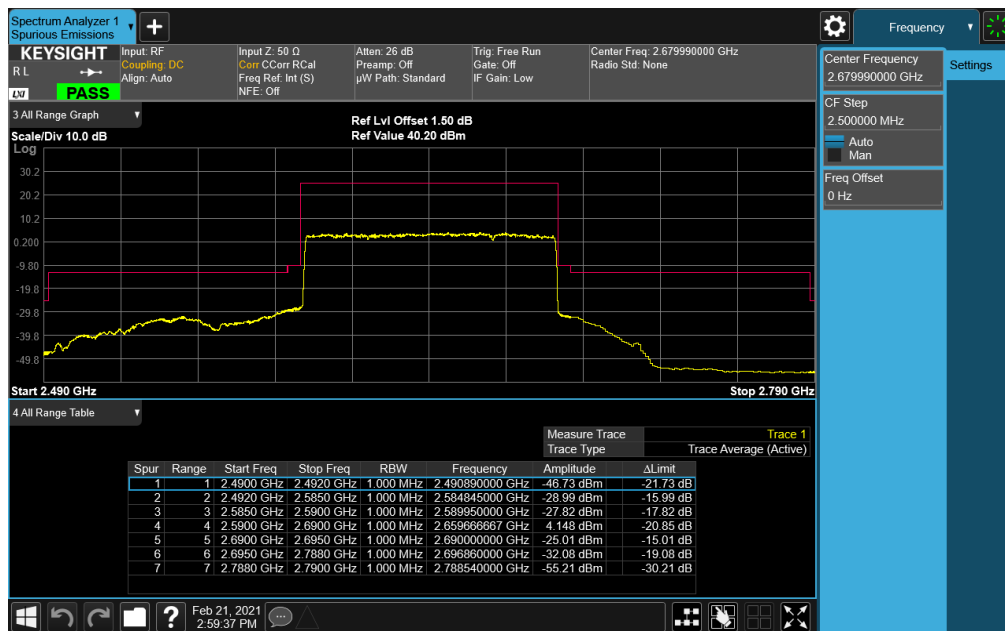 Spectrum Analyzer 1
Spurious Emissions
Frequency
KEYSIGHT
R L
LXI
PASS
Input: RF
Coupling: DC
Align: Auto
Input Z: 50 Ω
Corr CCorr RCal
Freq Ref: Int (S)
NFE: Off
Atten: 26 dB
Preamp: Off
µW Path: Standard
Trig: Free Run
Gate: Off
IF Gain: Low
Center Freq: 2.679990000 GHz
Radio Std: None
Center Frequency
2.679990000 GHz
Settings
CF Step
2.500000 MHz
Auto
Man
Freq Offset
0 Hz
3 All Range Graph
Scale/Div 10.0 dB
Ref Lvl Offset 1.50 dB
Ref Value 40.20 dBm
Log
30.2
20.2
10.2
0.200
-9.80
-19.8
-29.8
-39.8
-49.8
Start 2.490 GHz
Stop 2.790 GHz
4 All Range Table
Measure Trace Trace 1
Trace Type Trace Average (Active)
Spur Range Start Freq Stop Freq RBW Frequency Amplitude ΔLimit
1 1 2.4900 GHz 2.4920 GHz 1.000 MHz 2.490890000 GHz -46.73 dBm -21.73 dB
2 2 2.4920 GHz 2.5850 GHz 1.000 MHz 2.584845000 GHz -28.99 dBm -15.99 dB
3 3 2.5850 GHz 2.5900 GHz 1.000 MHz 2.589950000 GHz -27.82 dBm -17.82 dB
4 4 2.5900 GHz 2.6900 GHz 1.000 MHz 2.659666667 GHz 4.148 dBm -20.85 dB
5 5 2.6900 GHz 2.6950 GHz 1.000 MHz 2.690000000 GHz -25.01 dBm -15.01 dB
6 6 2.6950 GHz 2.7880 GHz 1.000 MHz 2.696860000 GHz -32.08 dBm -19.08 dB
7 7 2.7880 GHz 2.7900 GHz 1.000 MHz 2.788540000 GHz -55.21 dBm -30.21 dB
Feb 21, 2021
2:59:37 PM